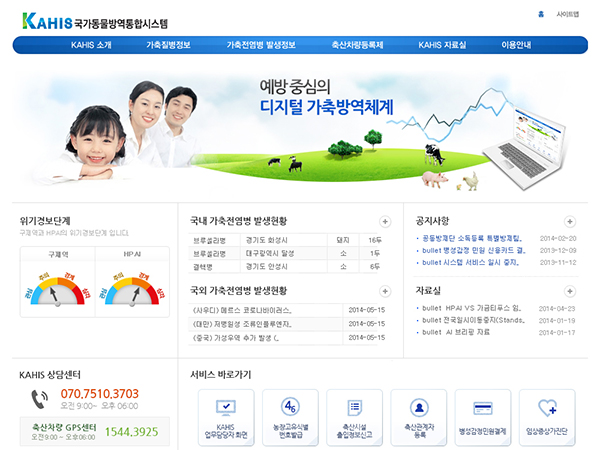 KAHIS 국가동물방역통합시스템
홈 사이트맵
KAHIS 소개 가축질병정보 가축전염병 발생정보 축산차량등록제 KAHIS 자료실 이용안내
예방 중심의
디지털 가축방역체계
위기경보단계
구제역과 HPAI의 위기경보단계 입니다.
구제역 HPAI
관심 주의 경계 심각
관심 주의 경계 심각
국내 가축전염병 발생현황
브루셀라병 경기도 화성시 돼지 16두
브루셀라병 대구광역시 달성 소 1두
결핵병 경기도 안성시 소 6두
국외 가축전염병 발생현황
(사우디) 메르스 코로나바이러스.. 2014-05-15
(대만) 저병원성 조류인플루엔자.. 2014-05-15
(중국) 가성우역 추가 발생 (.. 2014-05-15
공지사항
공동방제단 소독등록 특별방제팀.. 2014-02-20
bullet 병성감정 민원 신용카드 결.. 2013-12-09
bullet 시스템 서비스 일시 중지.. 2013-11-12
자료실
bullet HPAI VS 가금티푸스 임.. 2014-04-23
bullet 전국일시이동중지(Stands.. 2014-01-19
bullet AI 브리핑 자료 2014-01-17
KAHIS 상담센터
070.7510.3703
오전 9:00~ 오후 06:00
축산차량 GPS센터
오전9:00 ~ 오후06:00
1544.3925
서비스 바로가기
KAHIS
업무담당자 화면
농장고유식별
번호발급
축산시설
출입정보신고
축산관계자
등록
병성감정민원결제
임상증상가진단